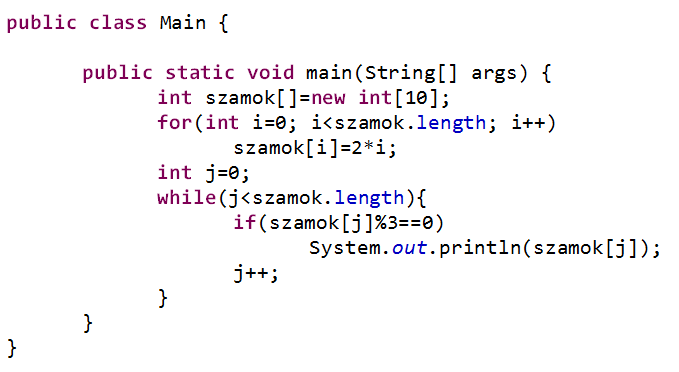 public class Main {
public static void main(String[] args) {
int szamok[]=new int[10];
for(int i=0; i<szamok.length; i++)
szamok[i]=2*i;
int j=0;
while(j<szamok.length){
if(szamok[j]%3==0)
System.out.println(szamok[j]);
j++;
}
}
}